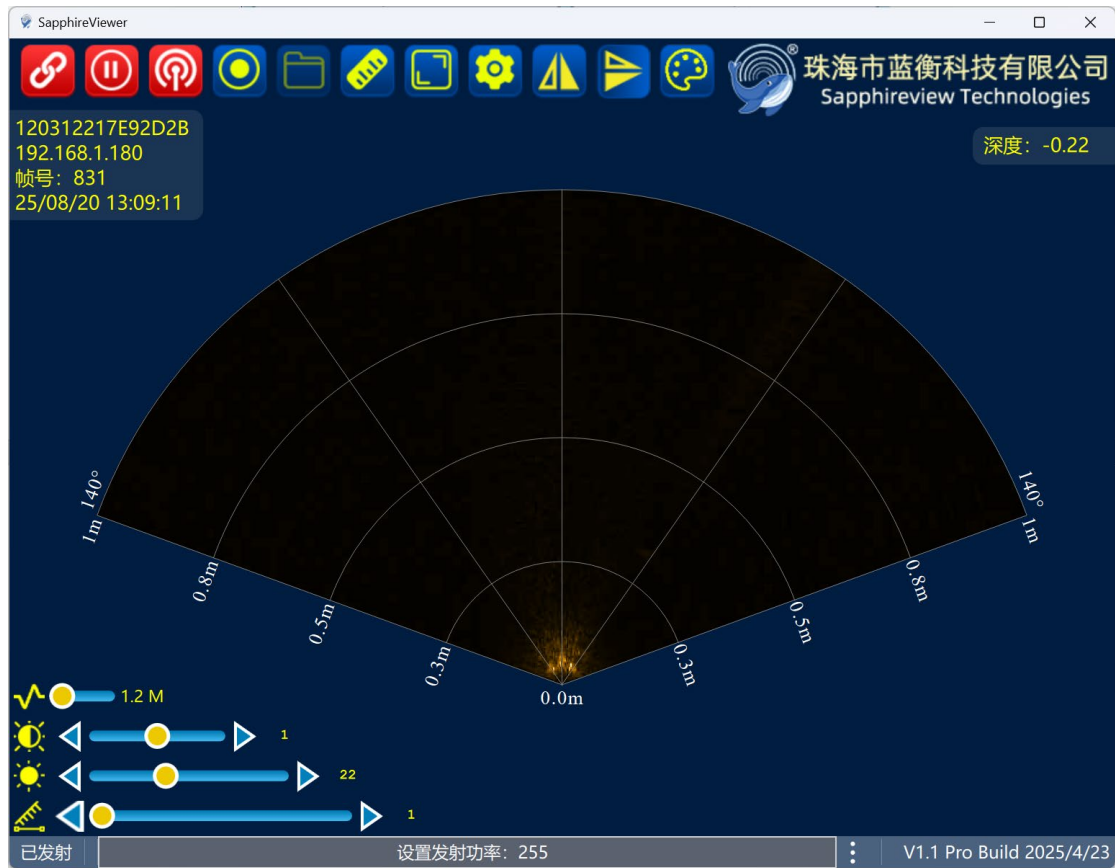 SapphireViewer
珠海市蓝衡科技有限公司
Sapphireview Technologies
®
120312217E92D2B
192.168.1.180
帧号：831
25/08/20 13:09:11
深度：-0.22
140°
1m
0.8m
0.5m
0.3m
0.0m
0.3m
0.5m
0.8m
140°
1m
1.2 M
1
22
1
已发射
设置发射功率：255
V1.1 Pro Build 2025/4/23